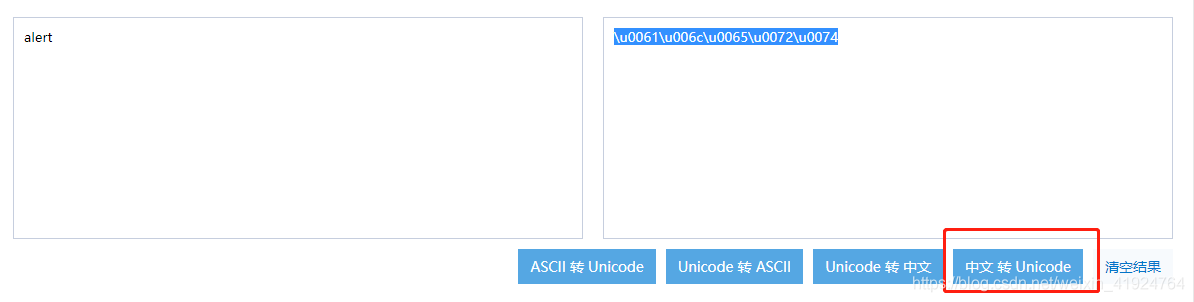 alert
\u0061\u006c\u0065\u0072\u0074
ASCII 转 Unicode
Unicode 转 ASCII
Unicode 转 中文
中文 转 Unicode
清空结果
https://blog.csdn.net/weixin_41924764